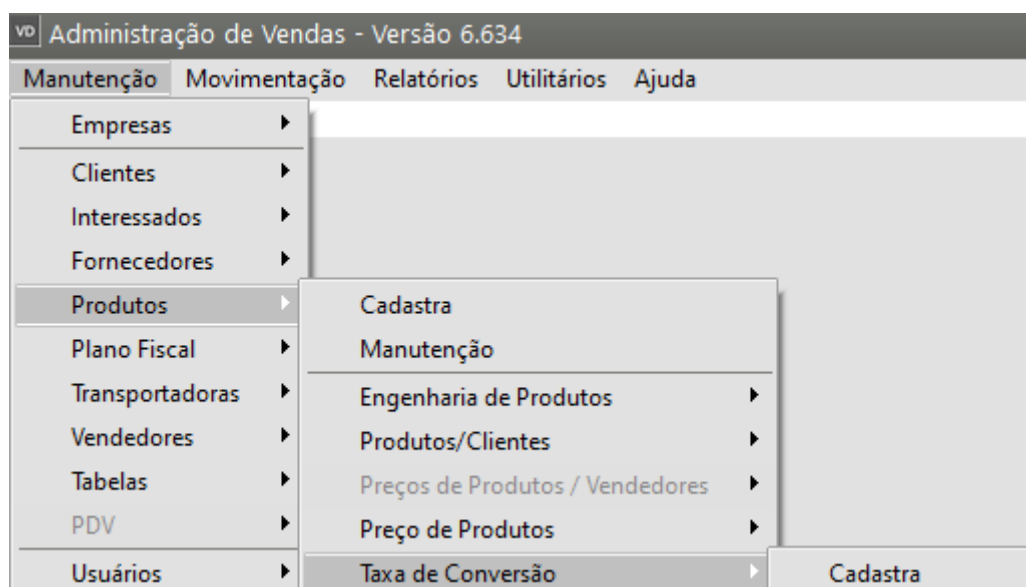 VD Administração de Vendas - Versão 6.634
Manutenção Movimentação Relatórios Utilitários Ajuda
Empresas
Clientes
Interessados
Fornecedores
Produtos
Plano Fiscal
Transportadoras
Vendedores
Tabelas
PDV
Usuários
Cadastra
Manutenção
Engenharia de Produtos
Produtos/Clientes
Preços de Produtos / Vendedores
Preço de Produtos
Taxa de Conversão
Cadastra